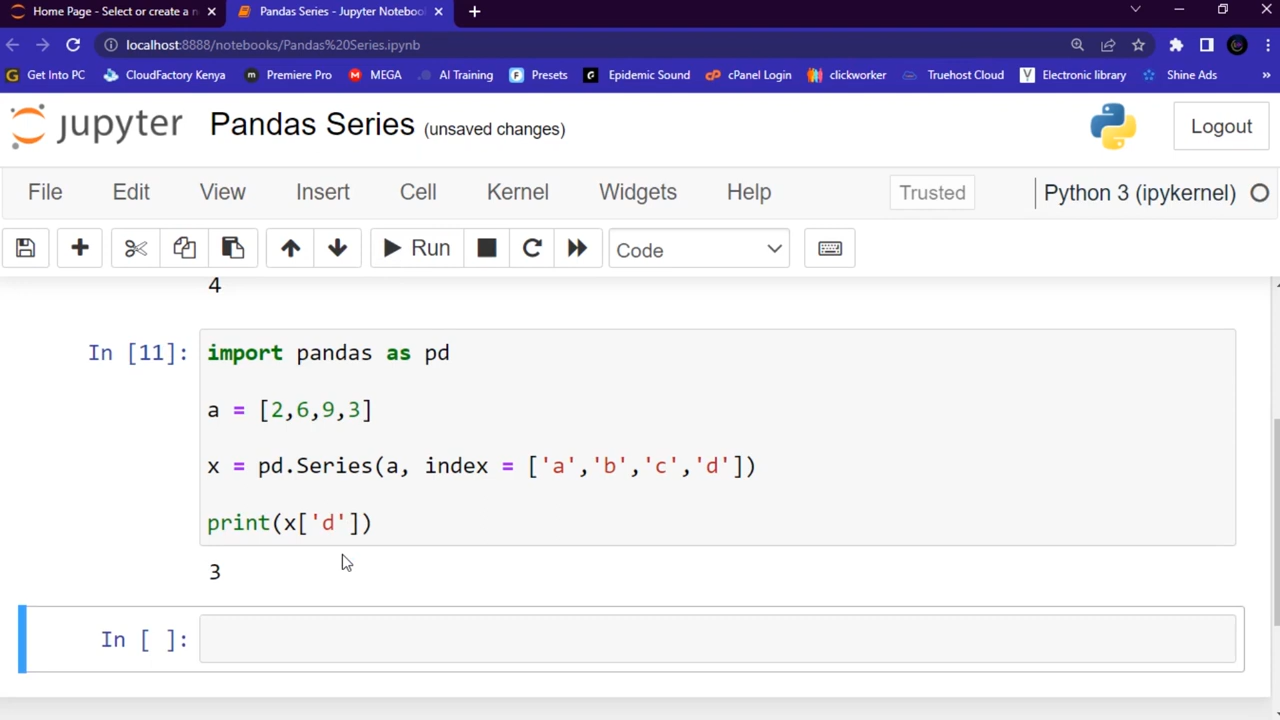 Home Page - Select or create a n
Pandas Series - Jupyter Noteboo
localhost:8888/notebooks/Pandas%20Series.ipynb
Get Into PC
CloudFactory Kenya
Premiere Pro
MEGA
AI Training
Presets
Epidemic Sound
cPanel Login
clickworker
Truehost Cloud
Electronic library
Shine Ads
»
jupyter Pandas Series (unsaved changes)
Logout
File Edit View Insert Cell Kernel Widgets Help
Trusted
Python 3 (ipykernel)
Run
Code
4
In [11]:
import pandas as pd
a = [2,6,9,3]
x = pd.Series(a, index = ['a','b','c','d'])
print(x['d'])
3
In [ ]: